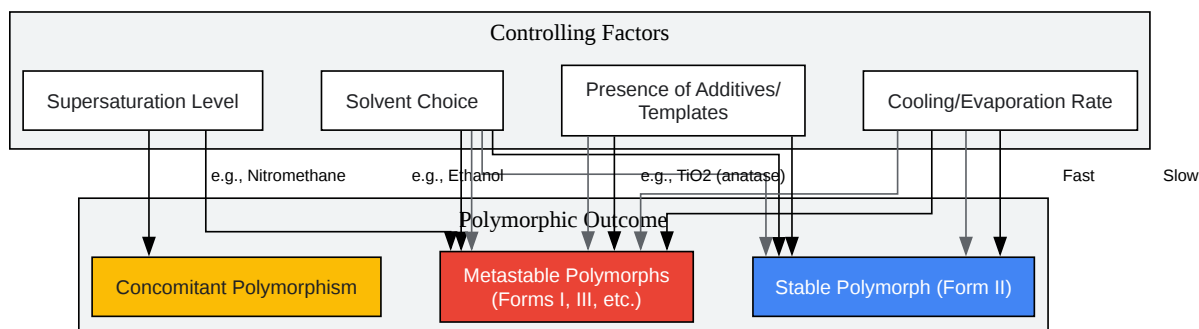 Controlling Factors
Supersaturation Level
Solvent Choice
Presence of Additives/
Templates
Cooling/Evaporation Rate
e.g., Nitromethane
e.g., Ethanol
e.g., TiO2 (anatase)
Fast
Slow
Polymorphic Outcome
Concomitant Polymorphism
Metastable Polymorphs
(Forms I, III, etc.)
Stable Polymorph (Form II)